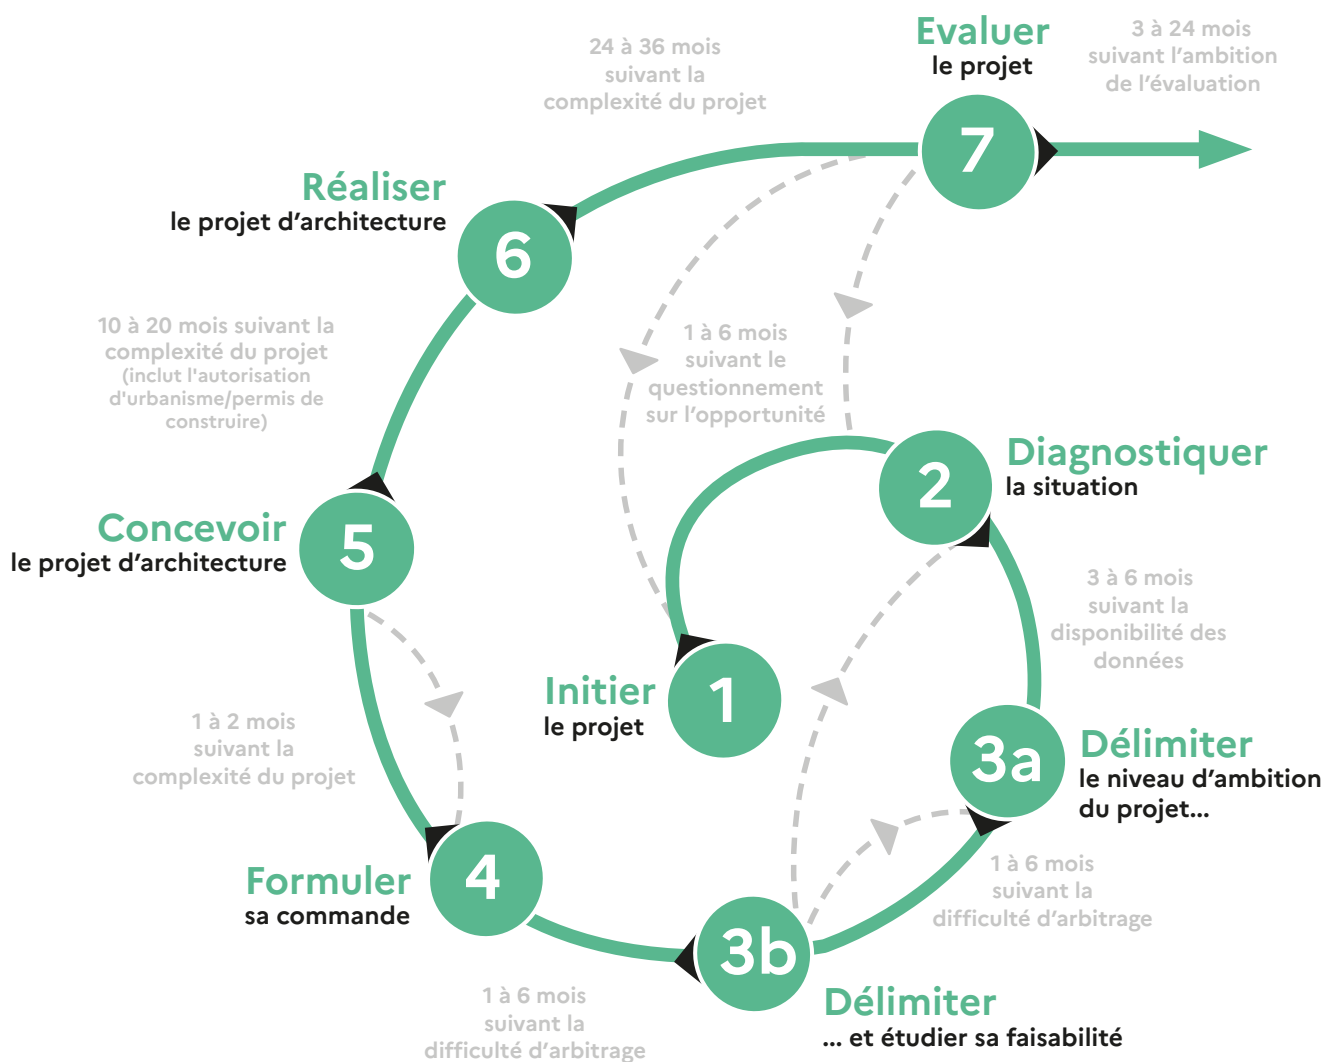 Evaluer
le projet
7
3 à 24 mois
suivant l’ambition
de l’évaluation
24 à 36 mois
suivant la
complexité du projet
Réaliser
le projet d’architecture
6
10 à 20 mois suivant la
complexité du projet
(inclut l'autorisation
d'urbanisme/permis de
construire)
1 à 6 mois
suivant le
questionnement
sur l’opportunité
2
Diagnostiquer
la situation
Concevoir
le projet d’architecture
5
3 à 6 mois
suivant la
disponibilité des
données
Initier
le projet
1
1 à 2 mois
suivant la
complexité du projet
3a
Délimiter
le niveau d’ambition
du projet...
1 à 6 mois
suivant la
difficulté d’arbitrage
Formuler
sa commande
4
3b
Délimiter
... et étudier sa faisabilité
1 à 6 mois
suivant la
difficulté d’arbitrage